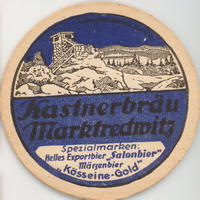 Kastnerbräu
Marktredwitz
Spezialmarken:
Helles Exportbier „Salonbier"
Märzenbier
„Kösseine-Gold"